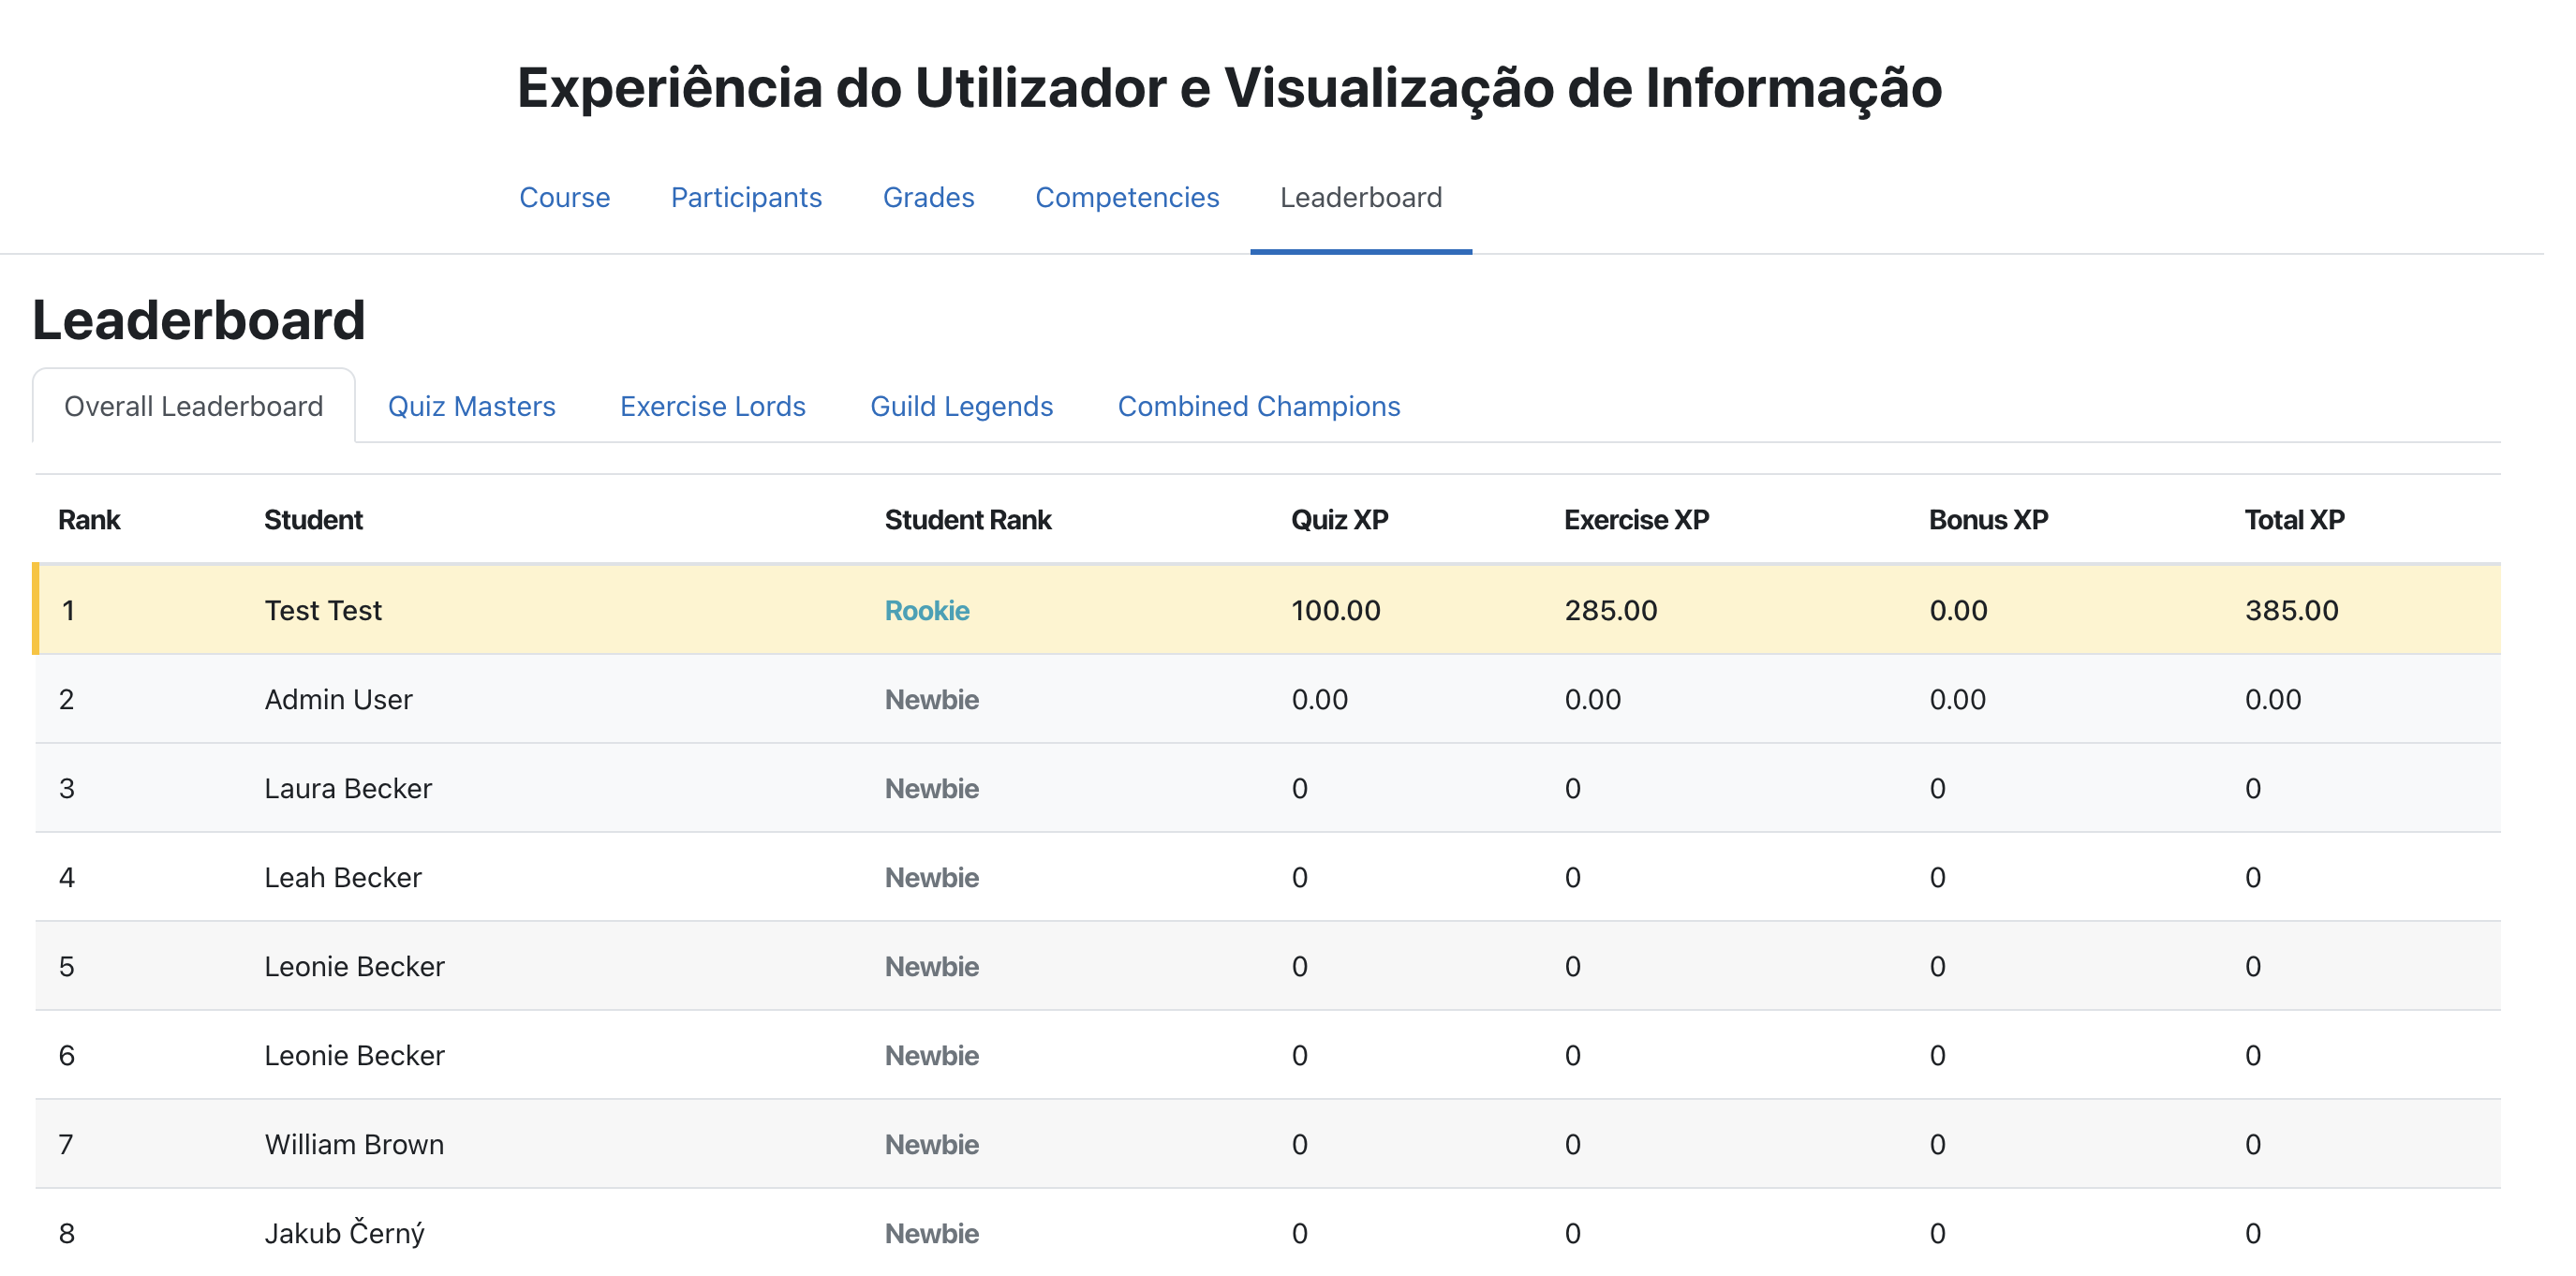 Experiência do Utilizador e Visualização de Informação
Course Participants Grades Competencies Leaderboard
Leaderboard
Overall Leaderboard Quiz Masters Exercise Lords Guild Legends Combined Champions
Rank Student Student Rank Quiz XP Exercise XP Bonus XP Total XP
1 Test Test Rookie 100.00 285.00 0.00 385.00
2 Admin User Newbie 0.00 0.00 0.00 0.00
3 Laura Becker Newbie 0 0 0 0
4 Leah Becker Newbie 0 0 0 0
5 Leonie Becker Newbie 0 0 0 0
6 Leonie Becker Newbie 0 0 0 0
7 William Brown Newbie 0 0 0 0
8 Jakub Černý Newbie 0 0 0 0